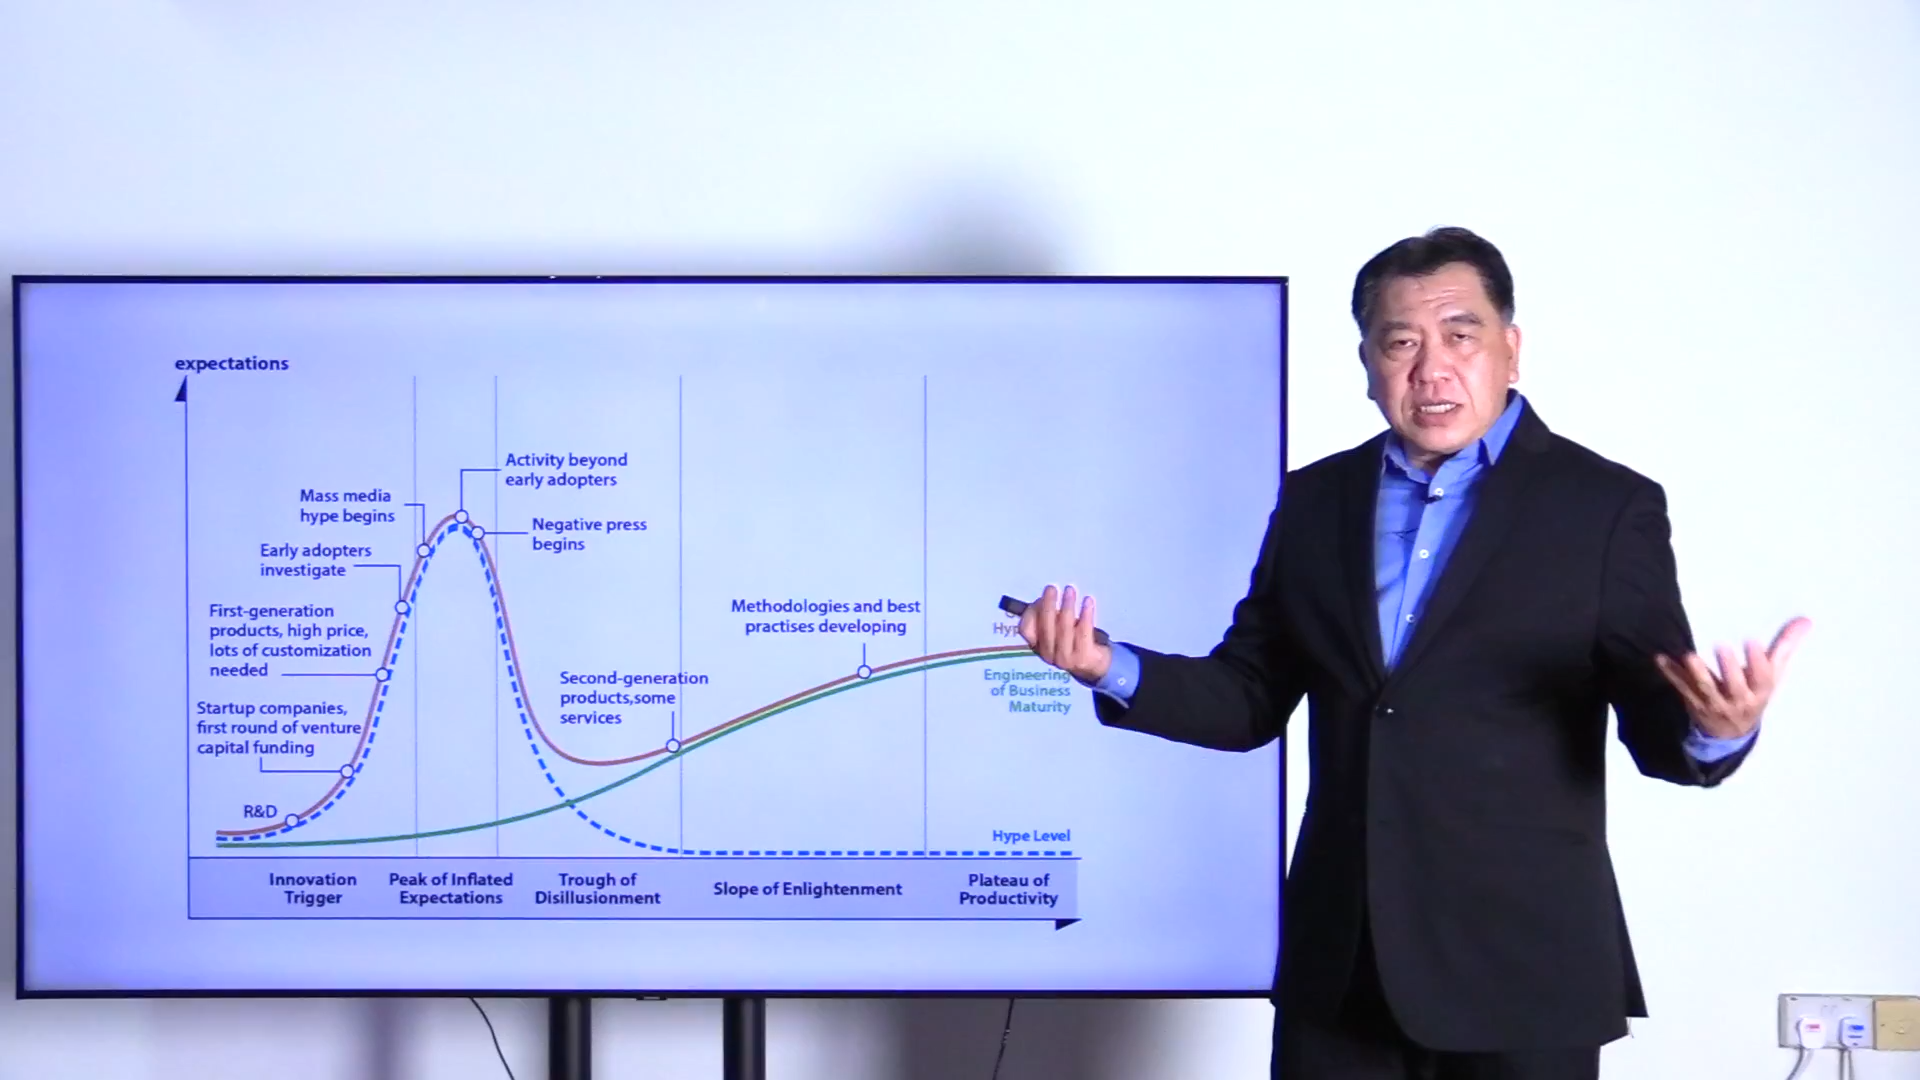 expectations
Activity beyond
early adopters
Mass media
hype begins
Negative press
begins
Early adopters
investigate
First-generation
products, high price,
lots of customization
needed
Methodologies and best
practises developing
Second-generation
products,some
services
Engineering
of Business
Maturity
Startup companies,
first round of venture
capital funding
R&D
Hype Level
Innovation
Trigger
Peak of Inflated
Expectations
Trough of
Disillusionment
Slope of Enlightenment
Plateau of
Productivity